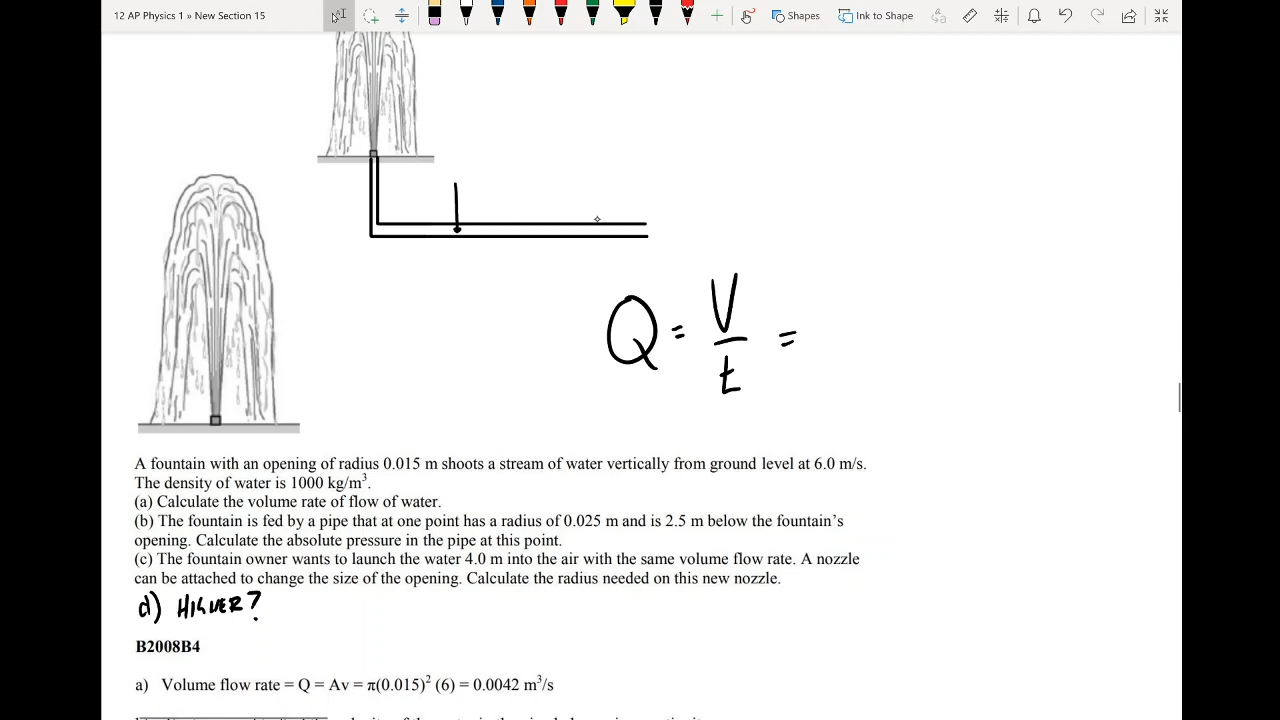 12 AP Physics 1 » New Section 15
Shapes
Ink to Shape
Q = V/t =
A fountain with an opening of radius 0.015 m shoots a stream of water vertically from ground level at 6.0 m/s.
The density of water is 1000 kg/m³.
(a) Calculate the volume rate of flow of water.
(b) The fountain is fed by a pipe that at one point has a radius of 0.025 m and is 2.5 m below the fountain's
opening. Calculate the absolute pressure in the pipe at this point.
(c) The fountain owner wants to launch the water 4.0 m into the air with the same volume flow rate. A nozzle
can be attached to change the size of the opening. Calculate the radius needed on this new nozzle.
d) HIGHER?
B2008B4
a) Volume flow rate = Q = Av = π(0.015)² (6) = 0.0042 m³/s